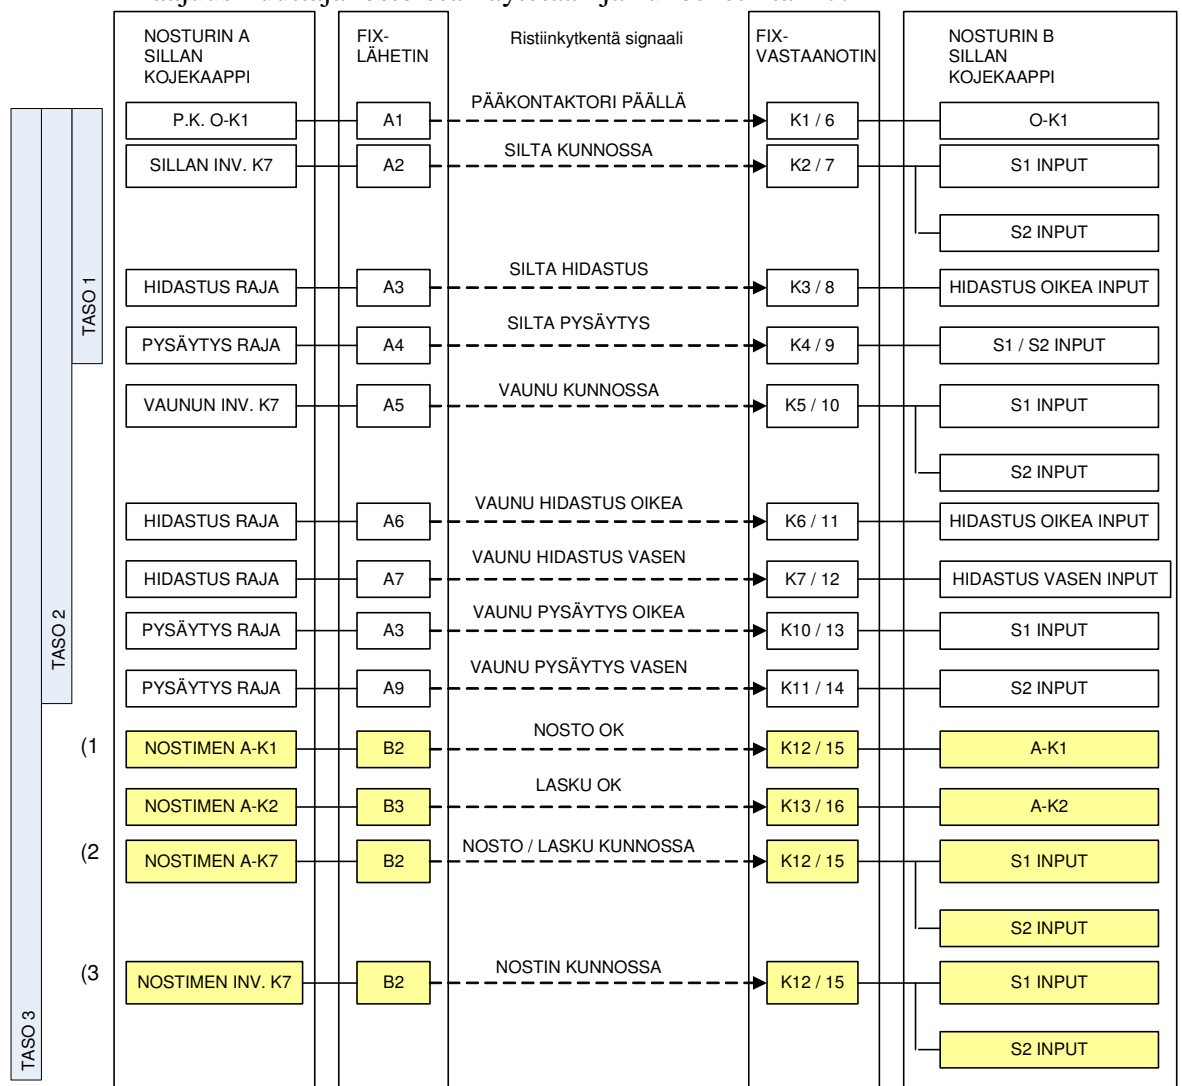 NOSTURIN A
SILLAN
KOJEKAAPPI
FIX-
LÄHETIN
Ristiinkytkentä signaali
FIX-
VASTAANOTIN
NOSTURIN B
SILLAN
KOJEKAAPPI
P.K. O-K1
A1
PÄÄKONTAKTORI PÄÄLLÄ
K1 / 6
O-K1
SILLAN INV. K7
A2
SILTA KUNNOSSA
K2 / 7
S1 INPUT
S2 INPUT
HIDASTUS RAJA
A3
SILTA HIDASTUS
K3 / 8
HIDASTUS OIKEA INPUT
TASO 1
PYSÄYTYS RAJA
A4
SILTA PYSÄYTYS
K4 / 9
S1 / S2 INPUT
VAUNUN INV. K7
A5
VAUNU KUNNOSSA
K5 / 10
S1 INPUT
S2 INPUT
HIDASTUS RAJA
A6
VAUNU HIDASTUS OIKEA
K6 / 11
HIDASTUS OIKEA INPUT
HIDASTUS RAJA
A7
VAUNU HIDASTUS VASEN
K7 / 12
HIDASTUS VASEN INPUT
TASO 2
PYSÄYTYS RAJA
A3
VAUNU PYSÄYTYS OIKEA
K10 / 13
S1 INPUT
PYSÄYTYS RAJA
A9
VAUNU PYSÄYTYS VASEN
K11 / 14
S2 INPUT
(1
NOSTIMEN A-K1
B2
NOSTO OK
K12 / 15
A-K1
NOSTIMEN A-K2
B3
LASKU OK
K13 / 16
A-K2
(2
NOSTIMEN A-K7
B2
NOSTO / LASKU KUNNOSSA
K12 / 15
S1 INPUT
S2 INPUT
(3
NOSTIMEN INV. K7
B2
NOSTIN KUNNOSSA
K12 / 15
S1 INPUT
S2 INPUT
TASO 3